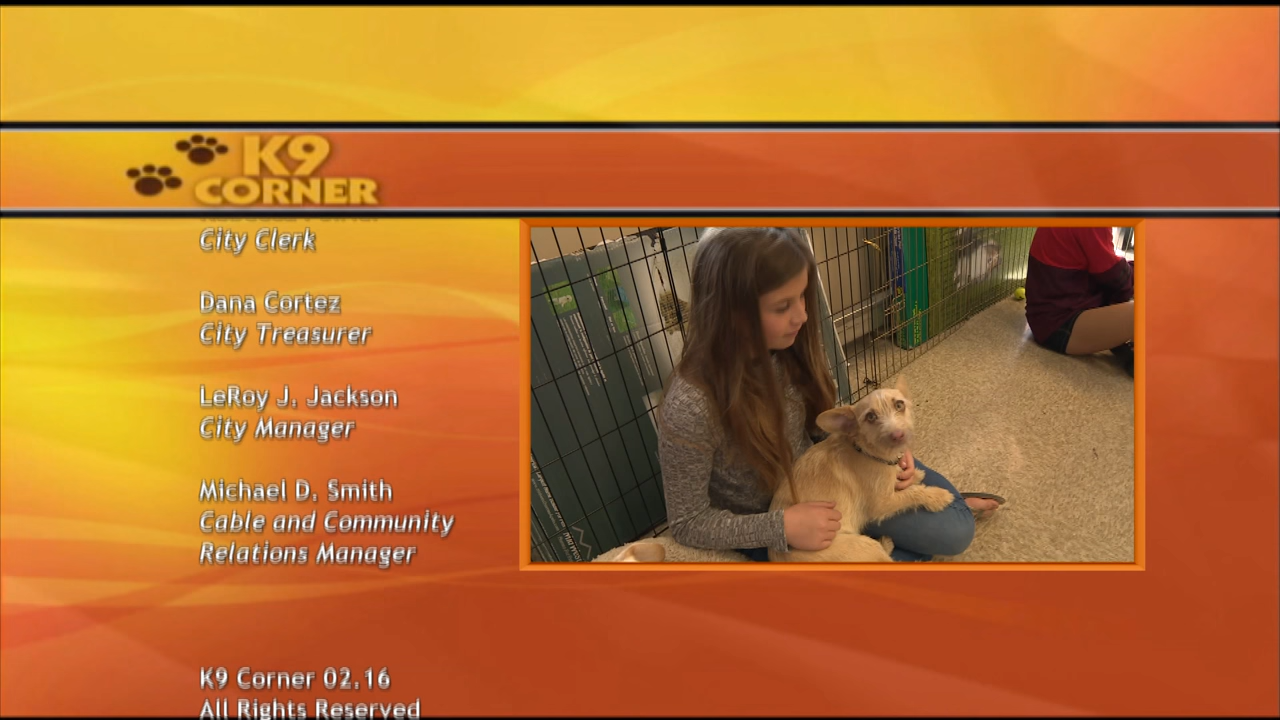 K9
CORNER
City Clerk
Dana Cortez
City Treasurer
LeRoy J. Jackson
City Manager
Michael D. Smith
Cable and Community
Relations Manager
K9 Corner 02.16
All Rights Reserved